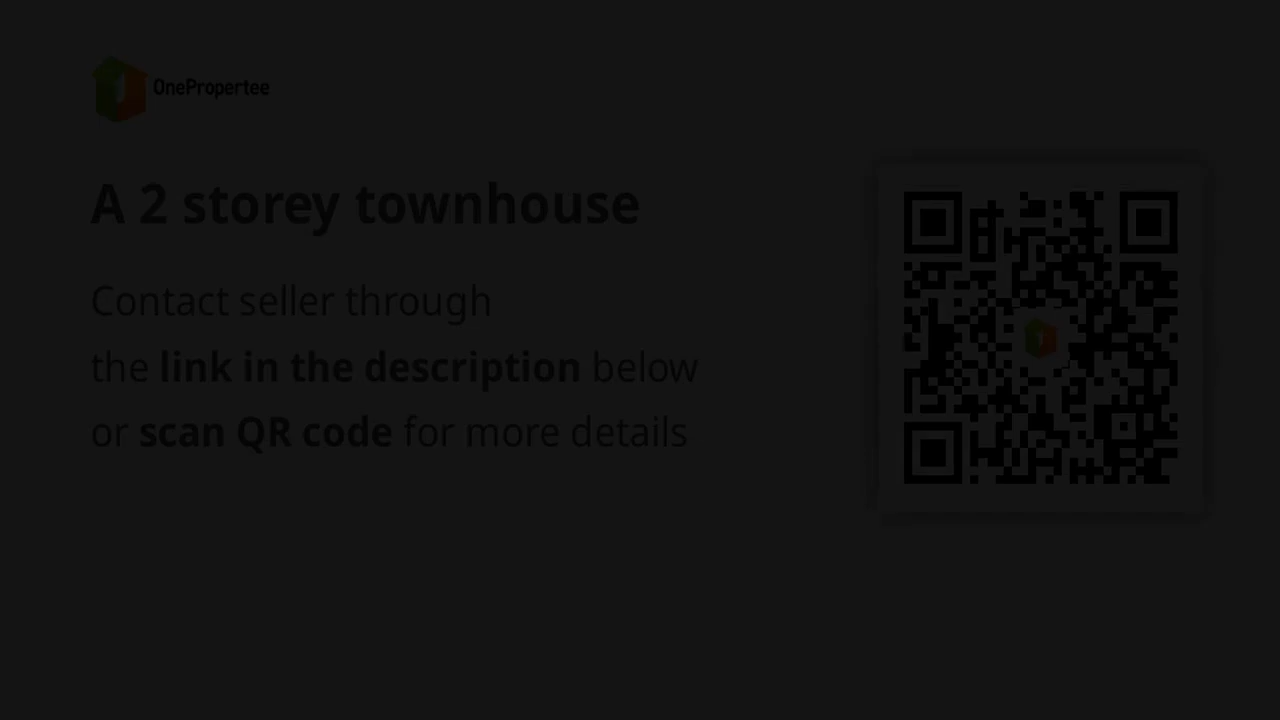 OnePropertee
A 2 storey townhouse
Contact seller through
the link in the description below
or scan QR code for more details